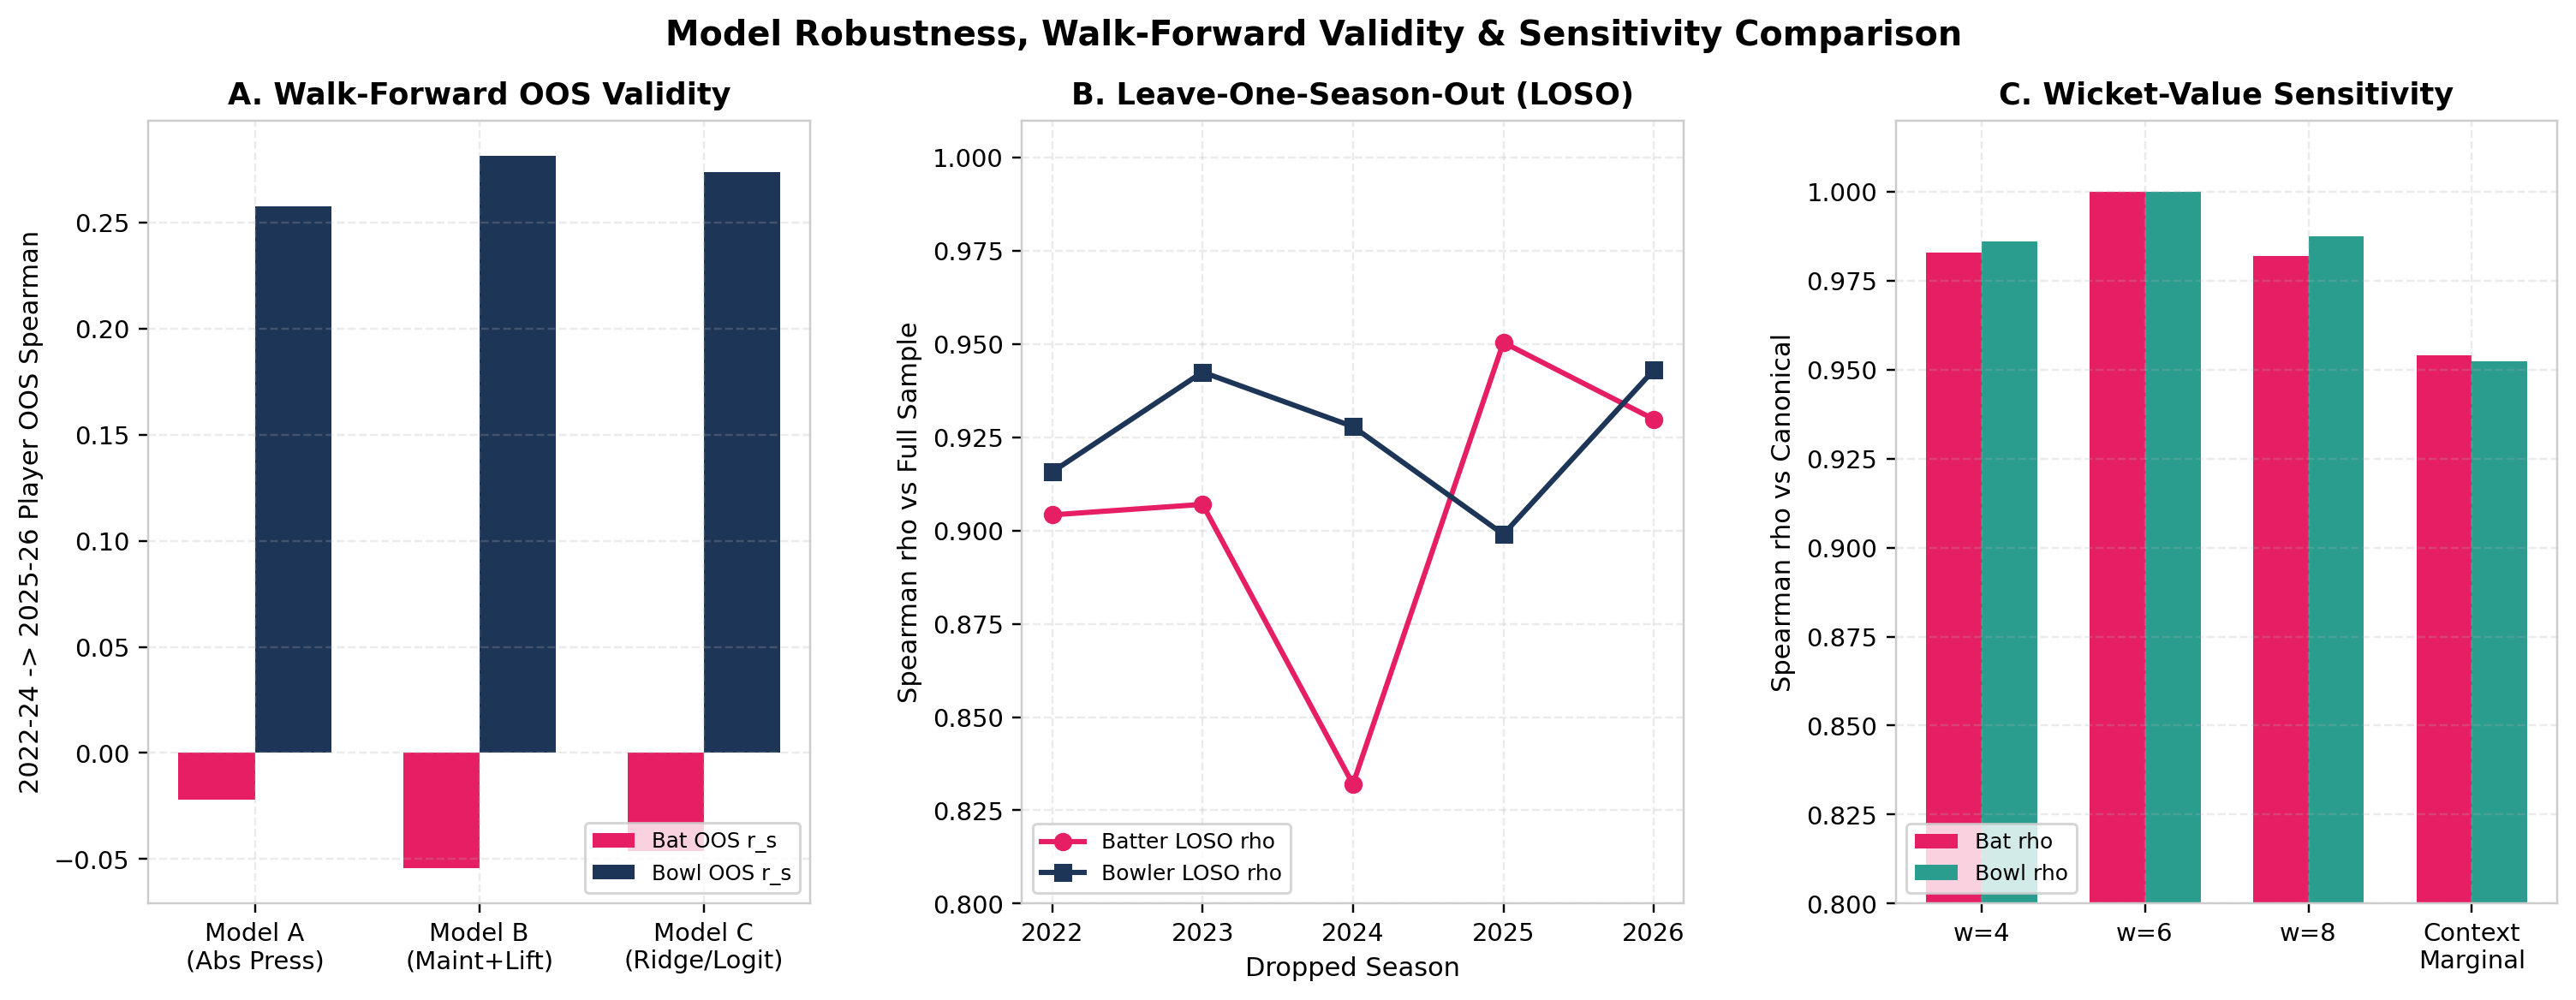 Model Robustness, Walk-Forward Validity & Sensitivity Comparison
A. Walk-Forward OOS Validity
2022-24 -> 2025-26 Player OOS Spearman
0.25
0.20
0.15
0.10
0.05
0.00
−0.05
Bat OOS r_s
Bowl OOS r_s
Model A
(Abs Press)
Model B
(Maint+Lift)
Model C
(Ridge/Logit)
B. Leave-One-Season-Out (LOSO)
Spearman rho vs Full Sample
1.000
0.975
0.950
0.925
0.900
0.875
0.850
0.825
0.800
Batter LOSO rho
Bowler LOSO rho
2022
2023
2024
2025
2026
Dropped Season
C. Wicket-Value Sensitivity
Spearman rho vs Canonical
1.000
0.975
0.950
0.925
0.900
0.875
0.850
0.825
0.800
Bat rho
Bowl rho
w=4
w=6
w=8
Context
Marginal